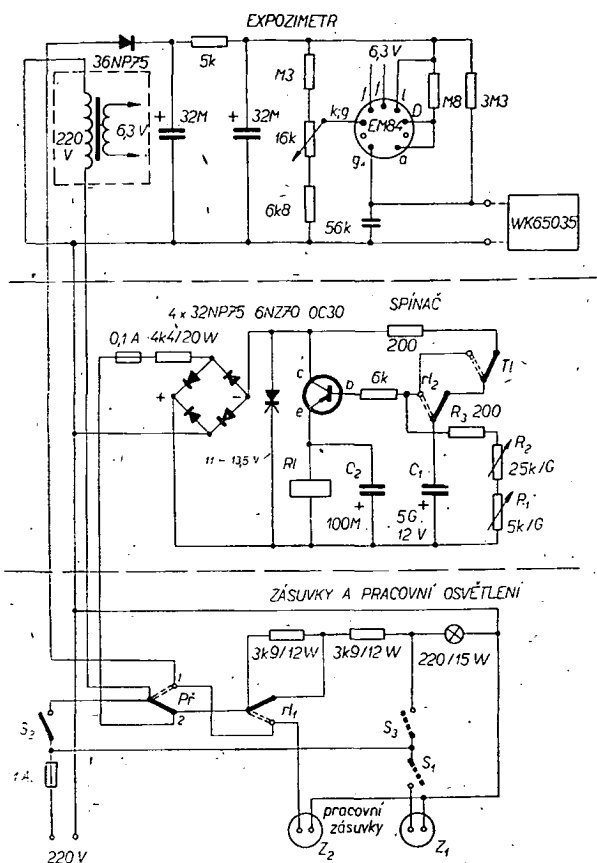 EXPOZIMETR
36NP75
5k
32M
32M
220 V
6,3 V
M3
16k
6k8
k,g
6,3 V
f
f
l
l
EM84
D
g₁
a
56k
M8
3M3
WK65035
4 x 32NP75 6NZ70 OC30
SPÍNAČ
0,1 A 4k4/20 W
200
Tl
c
b
e
6k
rl₂
R₃ 200
11 - 13,5 V
Rl
C₂
100M
C₁
5G
12 V
R₂
25k/G
R₁
5k/G
ZÁSUVKY A PRACOVNÍ OSVĚTLENÍ
3k9/12W
3k9/12W
220/15 W
Př
1
2
rl₁
S₂
S₃
S₁
1 A
220 V
pracovní
zásuvky
Z₂
Z₁